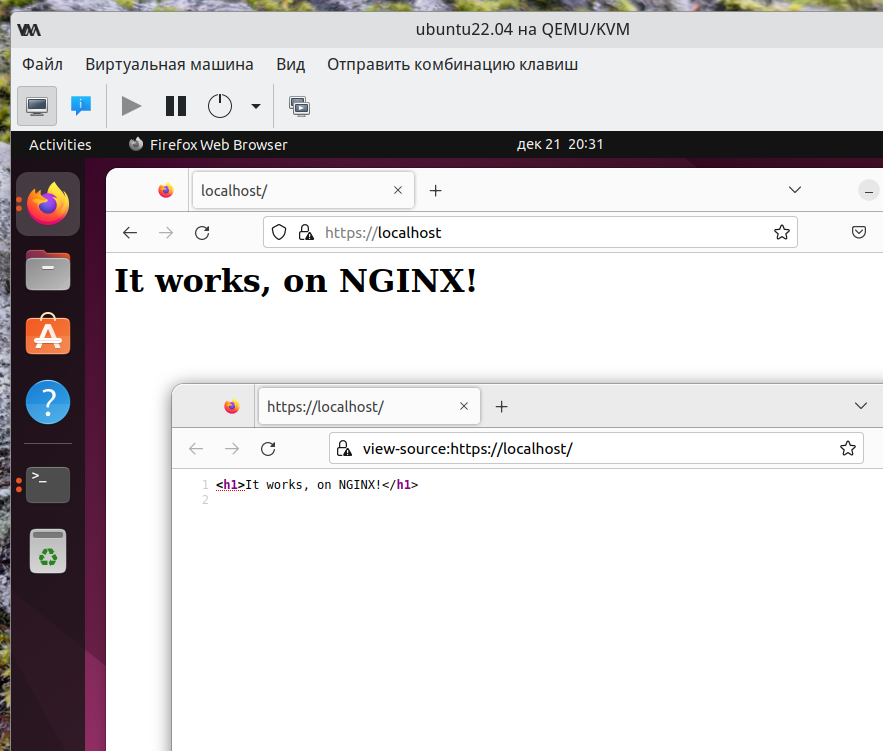 ubuntu22.04 на QEMU/KVM
Файл Виртуальная машина Вид Отправить комбинацию клавиш
Activities Firefox Web Browser дек 21 20:31
localhost/
https://localhost
It works, on NGINX!
https://localhost/
view-source:https://localhost/
1 <h1>It works, on NGINX!</h1>
2